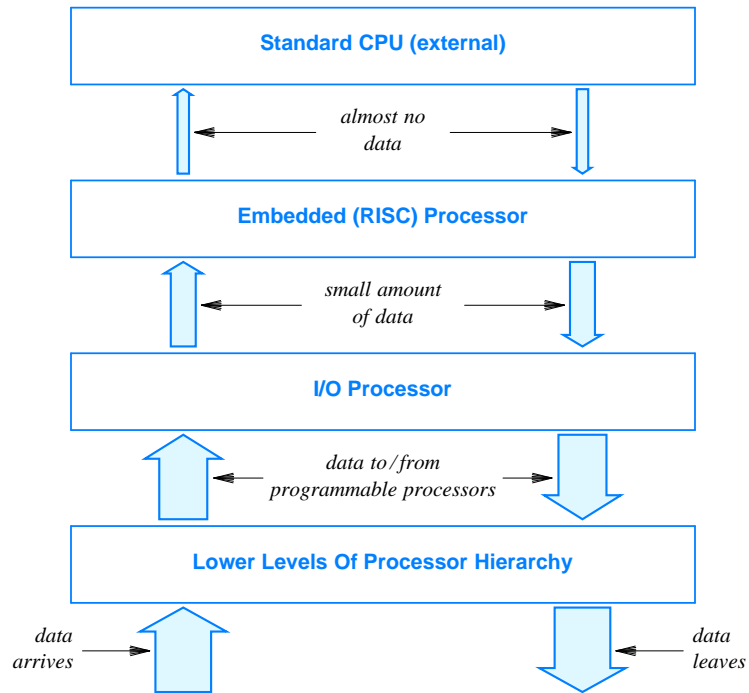 Standard CPU (external)
almost no
data
Embedded (RISC) Processor
small amount
of data
I/O Processor
data to/from
programmable processors
Lower Levels Of Processor Hierarchy
data
arrives
data
leaves